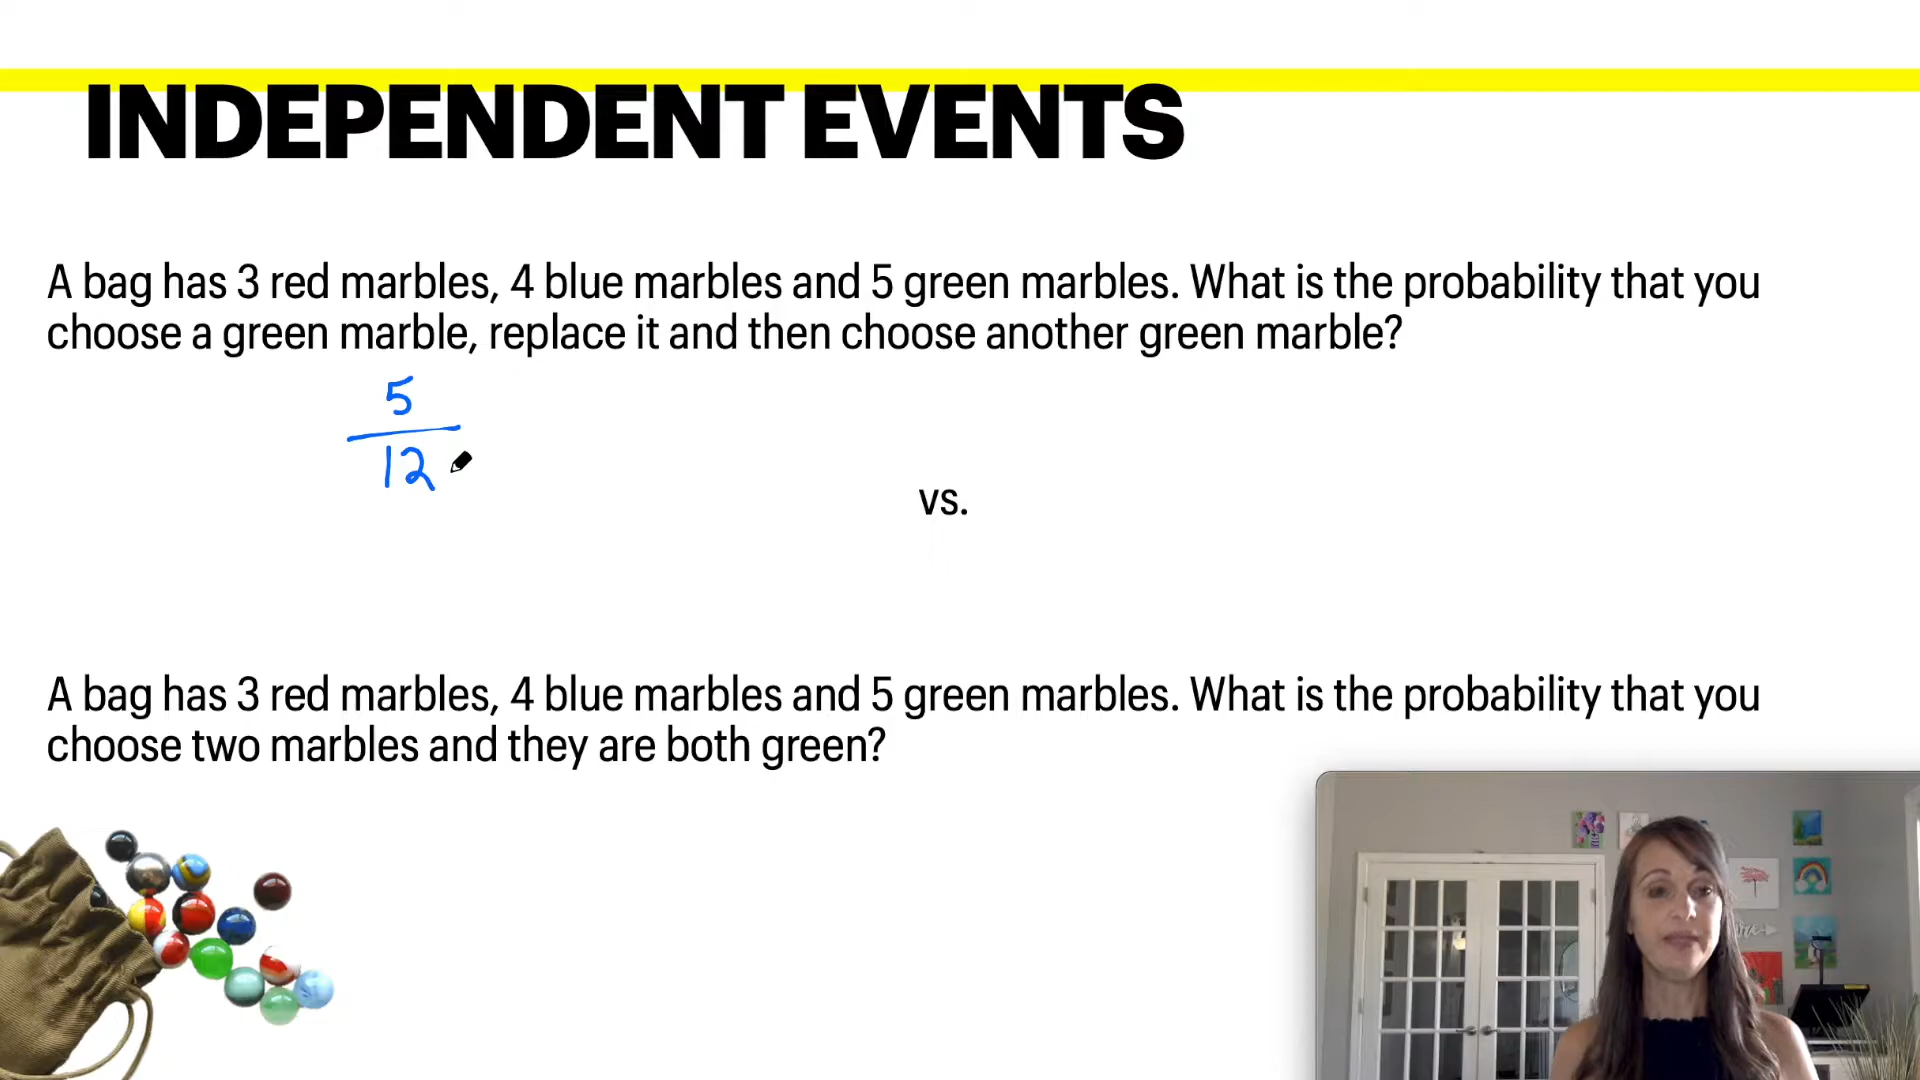 INDEPENDENT EVENTS
A bag has 3 red marbles, 4 blue marbles and 5 green marbles. What is the probability that you
choose a green marble, replace it and then choose another green marble?
5
12
vs.
A bag has 3 red marbles, 4 blue marbles and 5 green marbles. What is the probability that you
choose two marbles and they are both green?